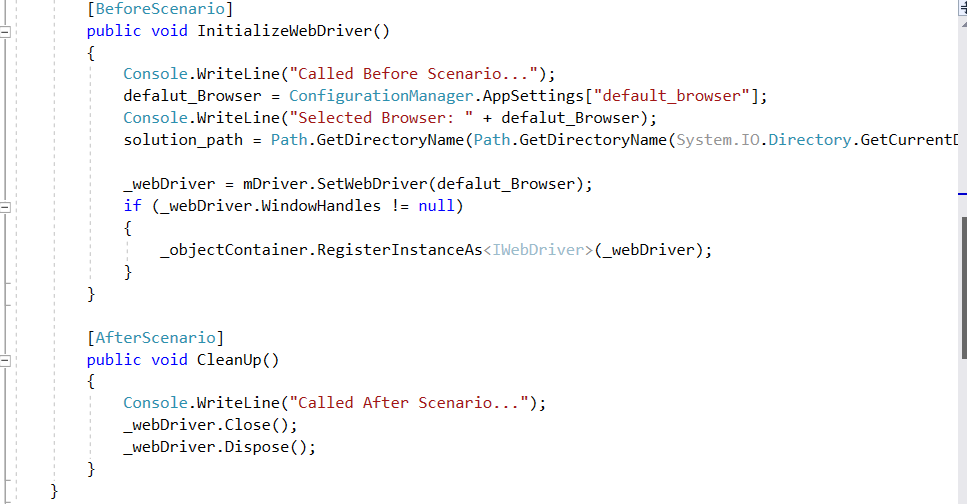 [BeforeScenario]
public void InitializeWebDriver()
{
Console.WriteLine("Called Before Scenario...");
defalut_Browser = ConfigurationManager.AppSettings["default_browser"];
Console.WriteLine("Selected Browser: " + defalut_Browser);
solution_path = Path.GetDirectoryName(Path.GetDirectoryName(System.IO.Directory.GetCurrentD
_webDriver = mDriver.SetWebDriver(defalut_Browser);
if (_webDriver.WindowHandles != null)
{
_objectContainer.RegisterInstanceAs<IWebDriver>(_webDriver);
}
}
[AfterScenario]
public void CleanUp()
{
Console.WriteLine("Called After Scenario...");
_webDriver.Close();
_webDriver.Dispose();
}
}